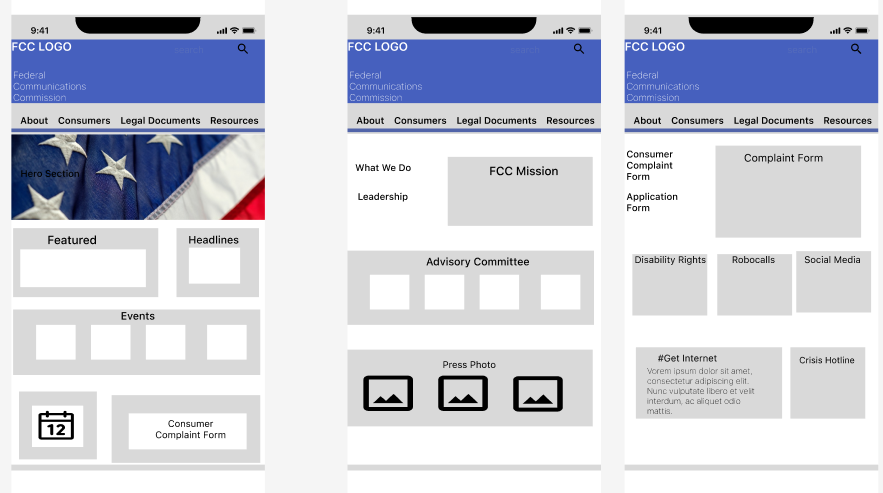 9:41
FCC LOGO
search
Federal
Communications
Commission
About Consumers Legal Documents Resources
Hero Section
Featured
Headlines
Events
12
Consumer
Complaint Form
9:41
FCC LOGO
search
Federal
Communications
Commission
About Consumers Legal Documents Resources
What We Do
Leadership
FCC Mission
Advisory Committee
Press Photo
9:41
FCC LOGO
search
Federal
Communications
Commission
About Consumers Legal Documents Resources
Consumer
Complaint
Form
Application
Form
Complaint Form
Disability Rights
Robocalls
Social Media
#Get Internet
Vorem ipsum dolor sit amet,
consectetur adipiscing elit.
Nunc vulputate libero et velit
interdum, ac aliquet odio
mattis.
Crisis Hotline